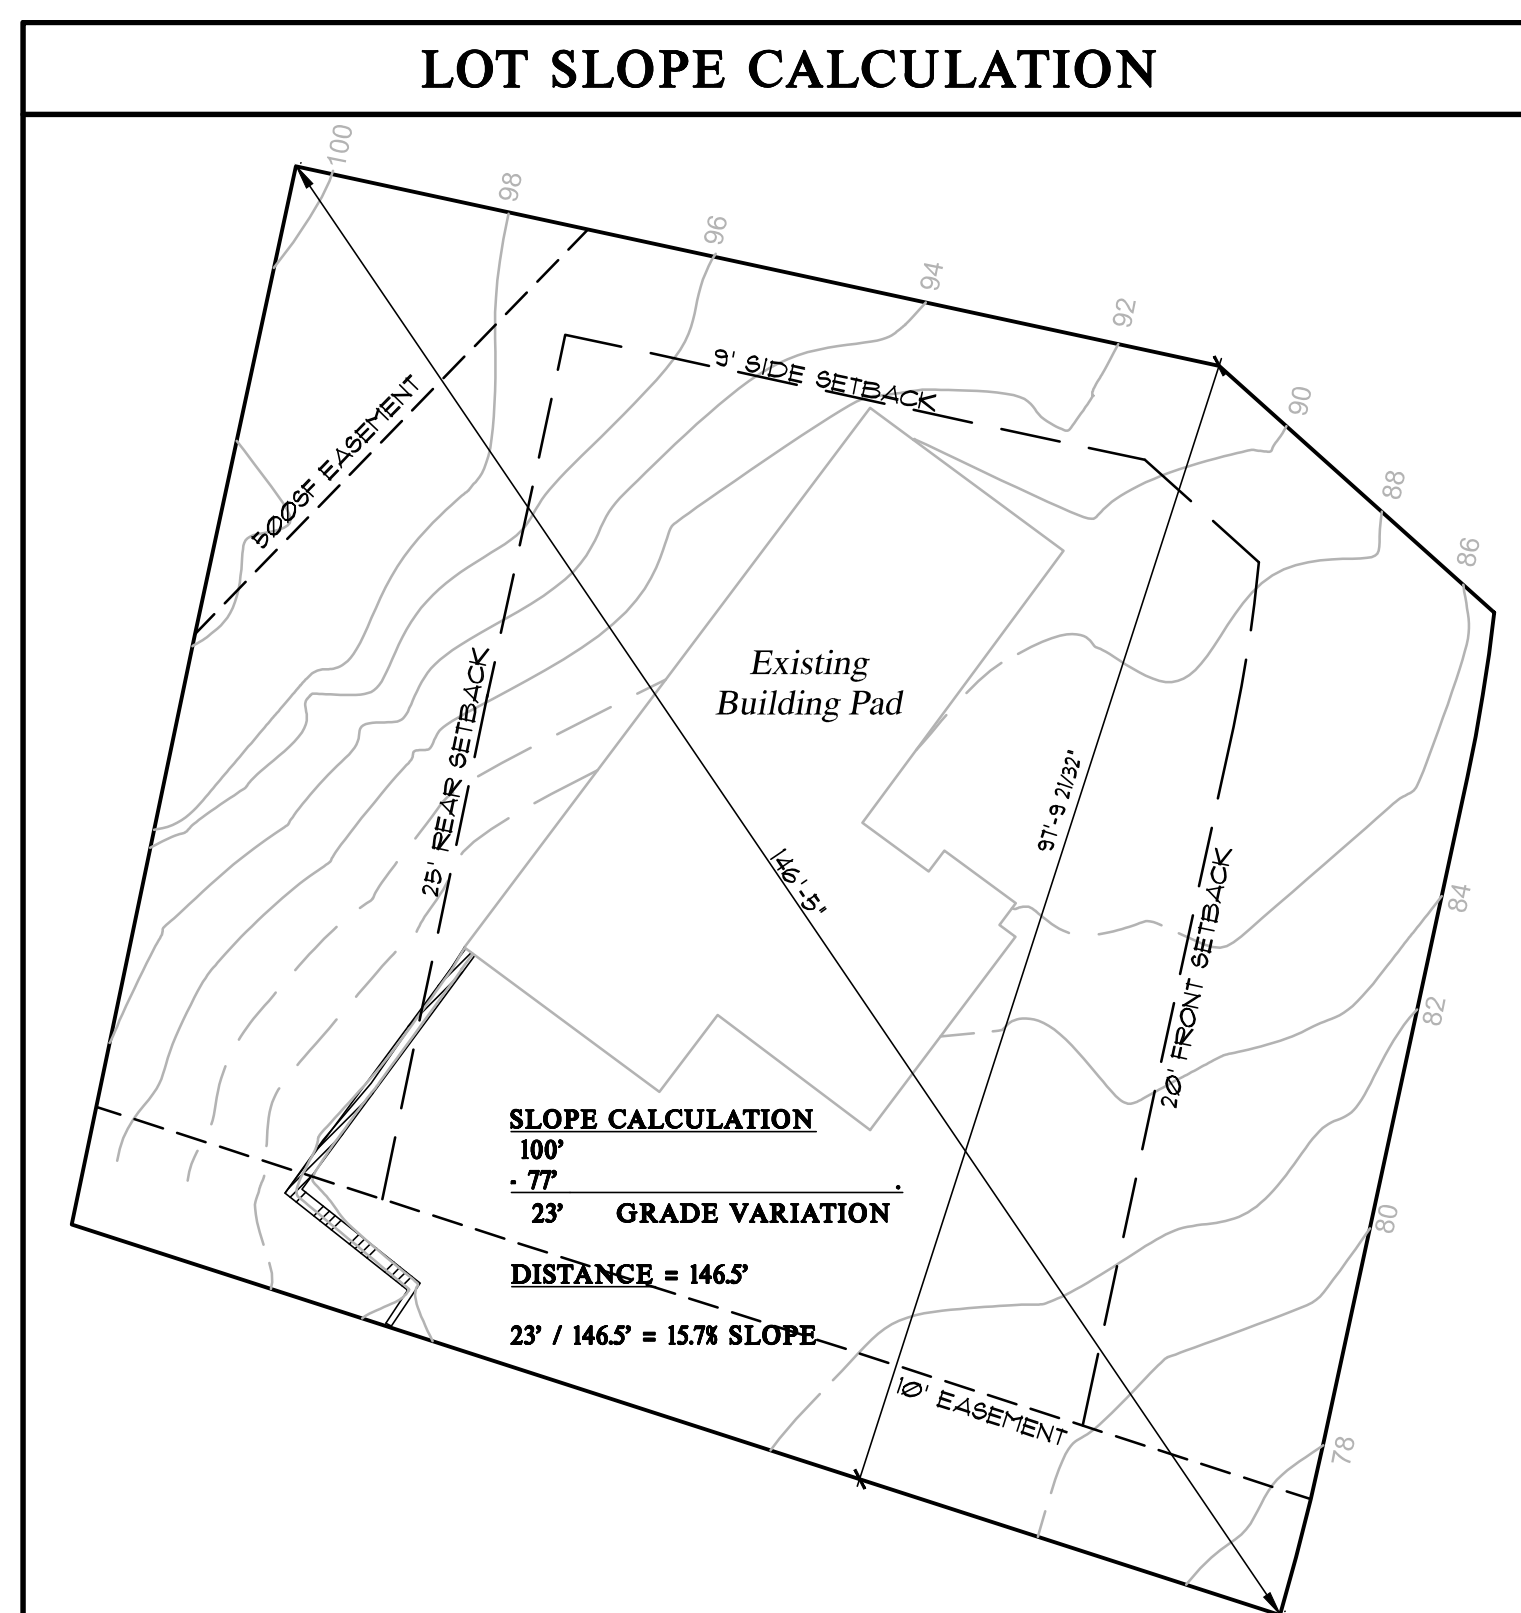 LOT SLOPE CALCULATION
100
98
96
94
92
90
88
86
84
82
80
78
9' SIDE SETBACK
500SF EASEMENT
25' REAR SETBACK
Existing
Building Pad
97'-9 21/32"
146'-5"
20' FRONT SETBACK
10' EASEMENT
SLOPE CALCULATION
100'
- 77' .
23' GRADE VARIATION
DISTANCE = 146.5'
23' / 146.5' = 15.7% SLOPE